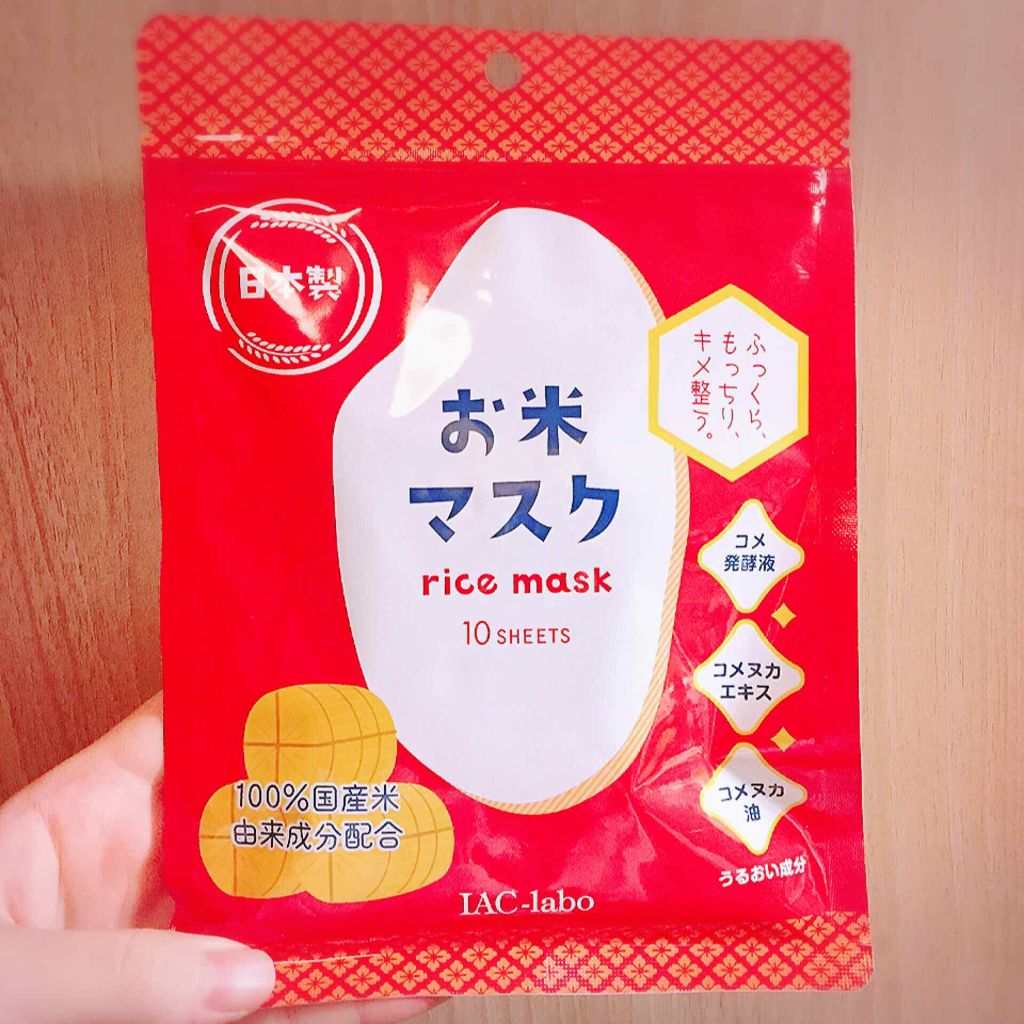 日本製
お米
マスク
rice mask
10 SHEETS
ふっくら、
もっちり、
キメ整う。
コメ
発酵液
コメヌカ
エキス
コメヌカ
油
うるおい成分
100%国産米
由来成分配合
IAC-labo